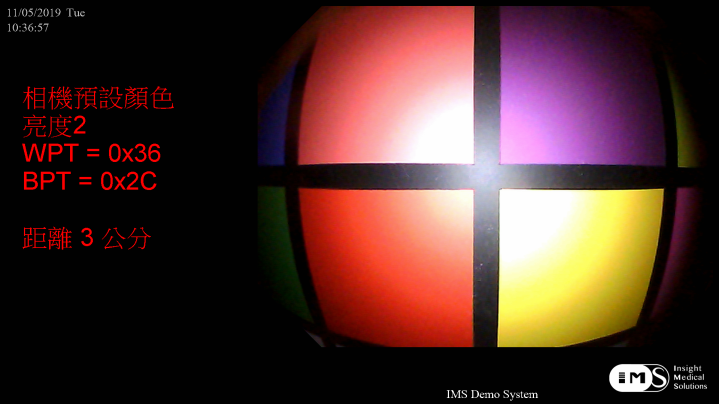 11/05/2019 Tue
10:36:57
相機預設顏色
亮度2
WPT = 0x36
BPT = 0x2C
距離 3 公分
IMS Demo System
iMS Insight
Medical
Solutions